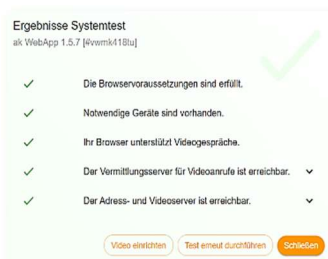 Ergebnisse Systemtest
ak WebApp 1.5.7 [#vwmk418tu]
Die Browservoraussetzungen sind erfüllt.
Notwendige Geräte sind vorhanden.
Ihr Browser unterstützt Videogespräche.
Der Vermittlungsserver für Videoanrufe ist erreichbar.
Der Adress- und Videoserver ist erreichbar.
Video einrichten Test erneut durchführen Schließen